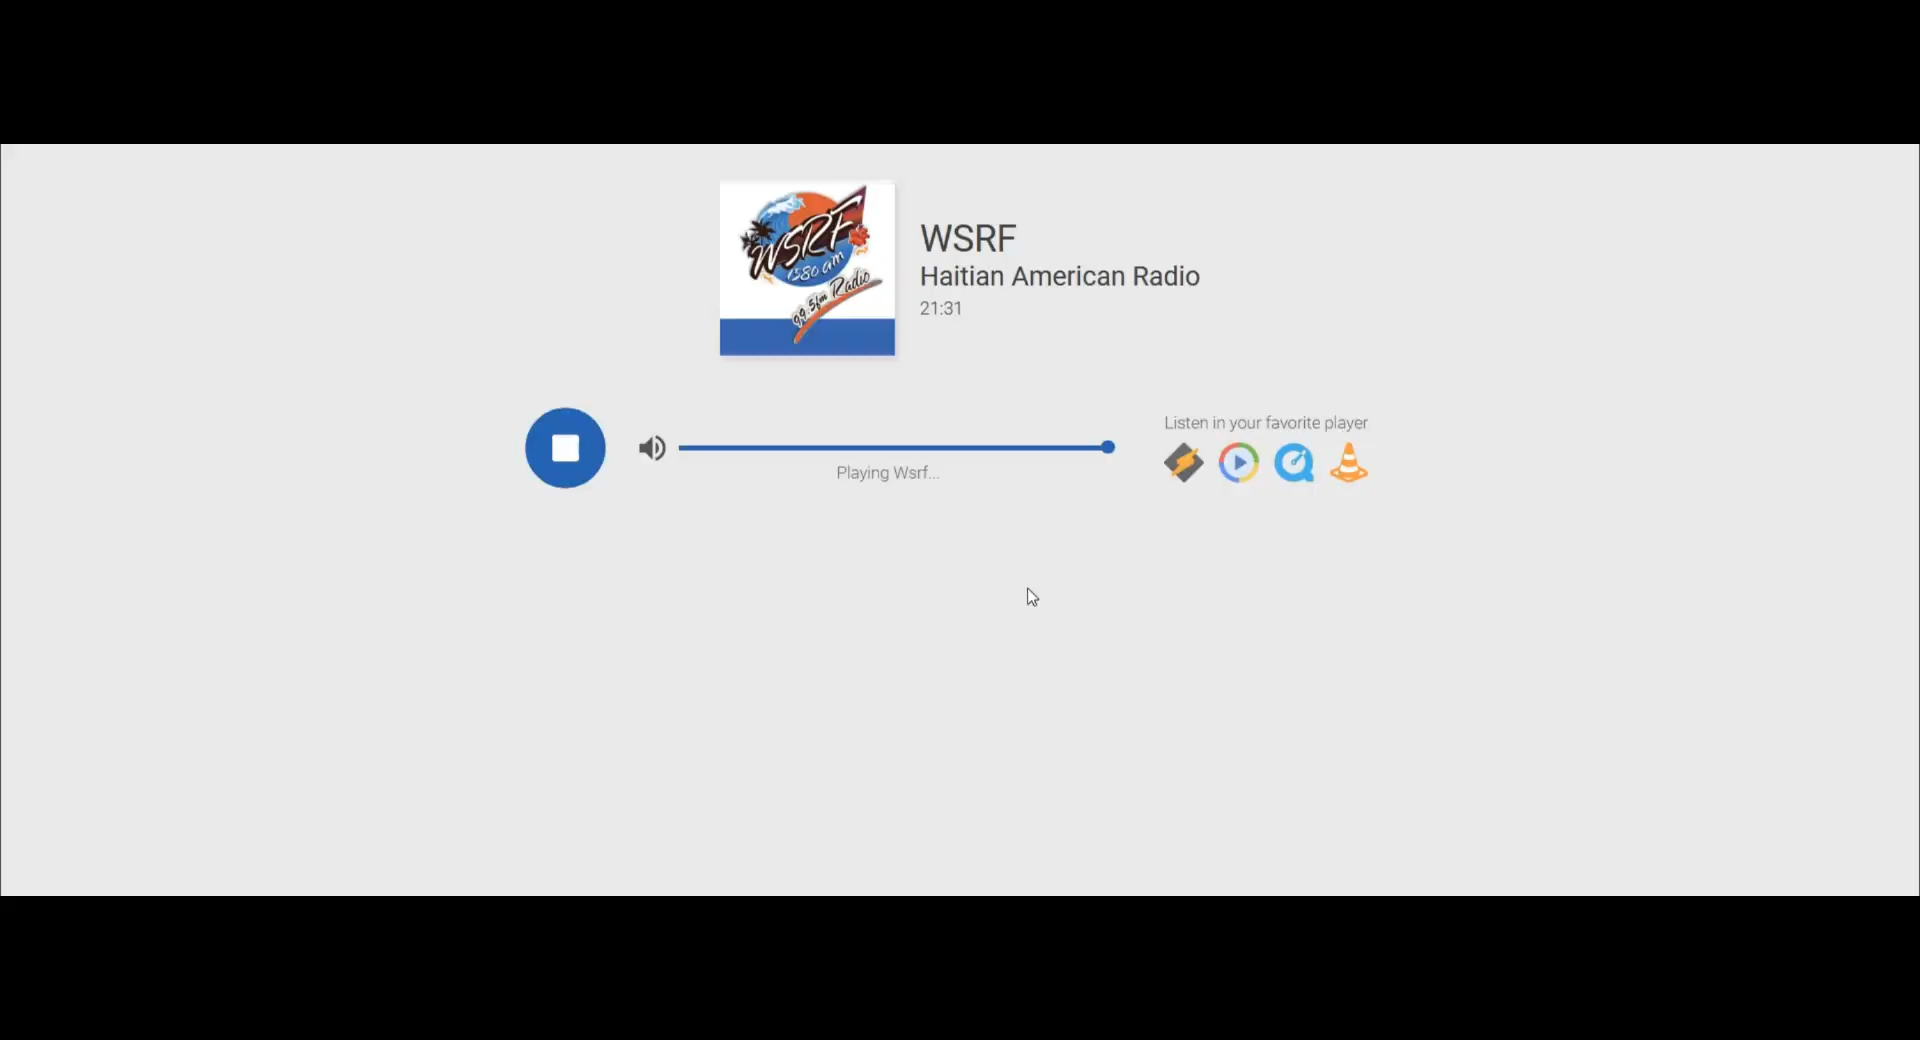 WSRF
1580 am
99.5fm Radio
WSRF
Haitian American Radio
21:31
Playing Wsrf...
Listen in your favorite player